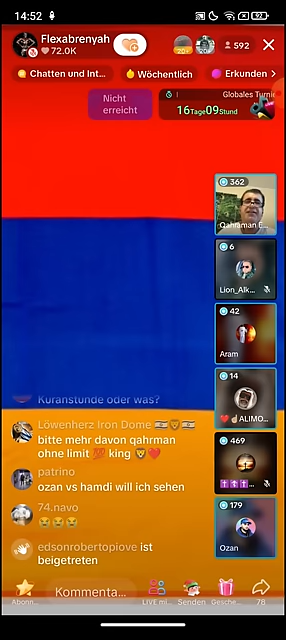 14:52
92
Flexabrenyah
72.0K
20+
592
Chatten und Int...
Wöchentlich
Erkunden
Nicht
erreicht
Globales Turnie
16Tage09Stund
362
Qahraman E...
6
Lion_Alk...
42
Aram
14
❤️☝️ALIMO...
469
✝️✝️✝️...
179
Ozan
Kuranstunde oder was?
Löwenherz Iron Dome 🇮🇱🦁🇮🇱
bitte mehr davon qahrman
ohne limit 💯 king 🦁❤️
patrino
ozan vs hamdi will ich sehen
74.navo
😂😂😂
edsonrobertopiove ist
beigetreten
Abonn...
Kommenta...
LIVE mi...
Senden
Gesche...
78